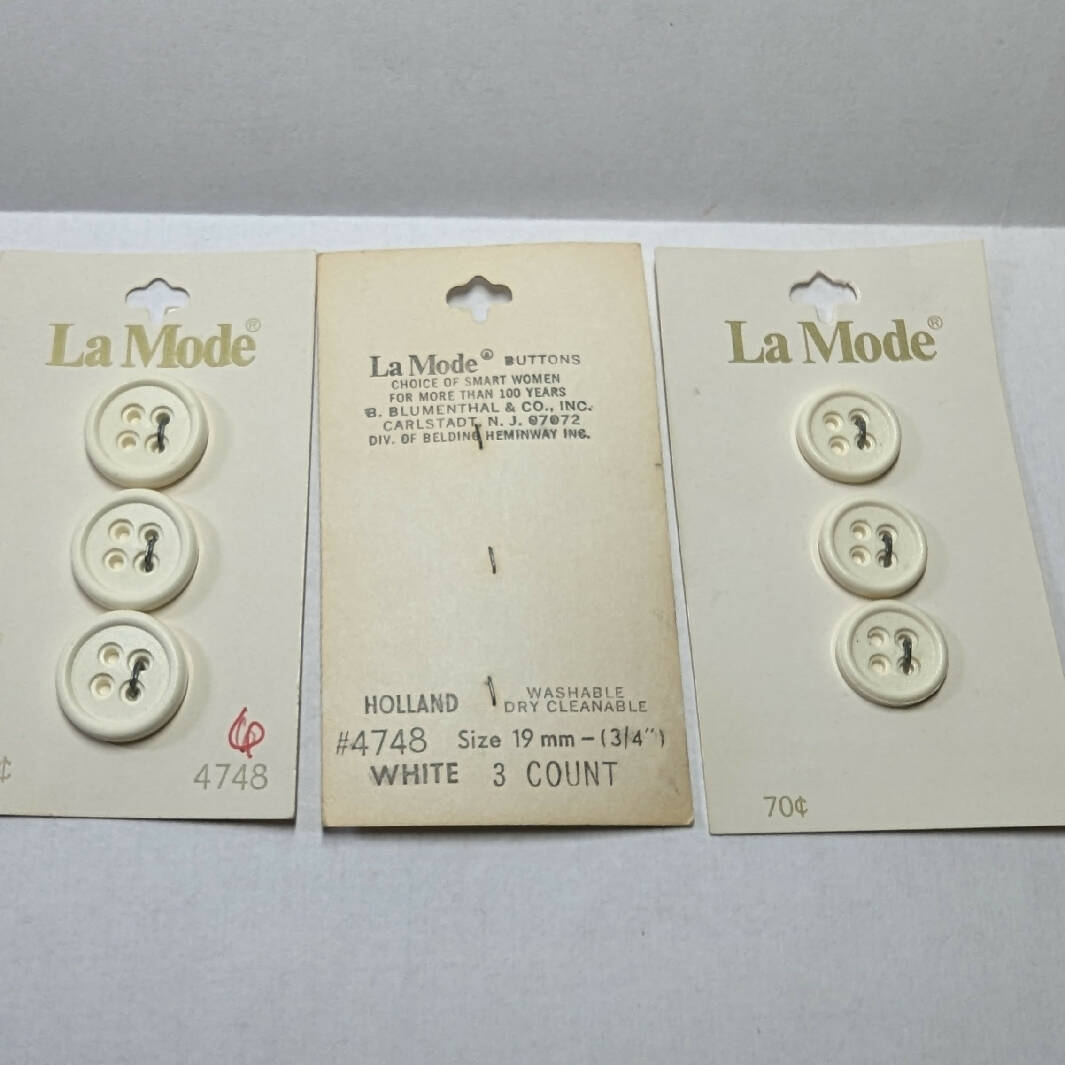 La Mode®
¢
4748
La Mode® BUTTONS
CHOICE OF SMART WOMEN
FOR MORE THAN 100 YEARS
B. BLUMENTHAL & CO., INC.
CARLSTADT, N. J. 07072
DIV. OF BELDING HEMINWAY INC.
HOLLAND
WASHABLE
DRY CLEANABLE
#4748 Size 19 mm – (3/4")
WHITE 3 COUNT
La Mode®
70¢